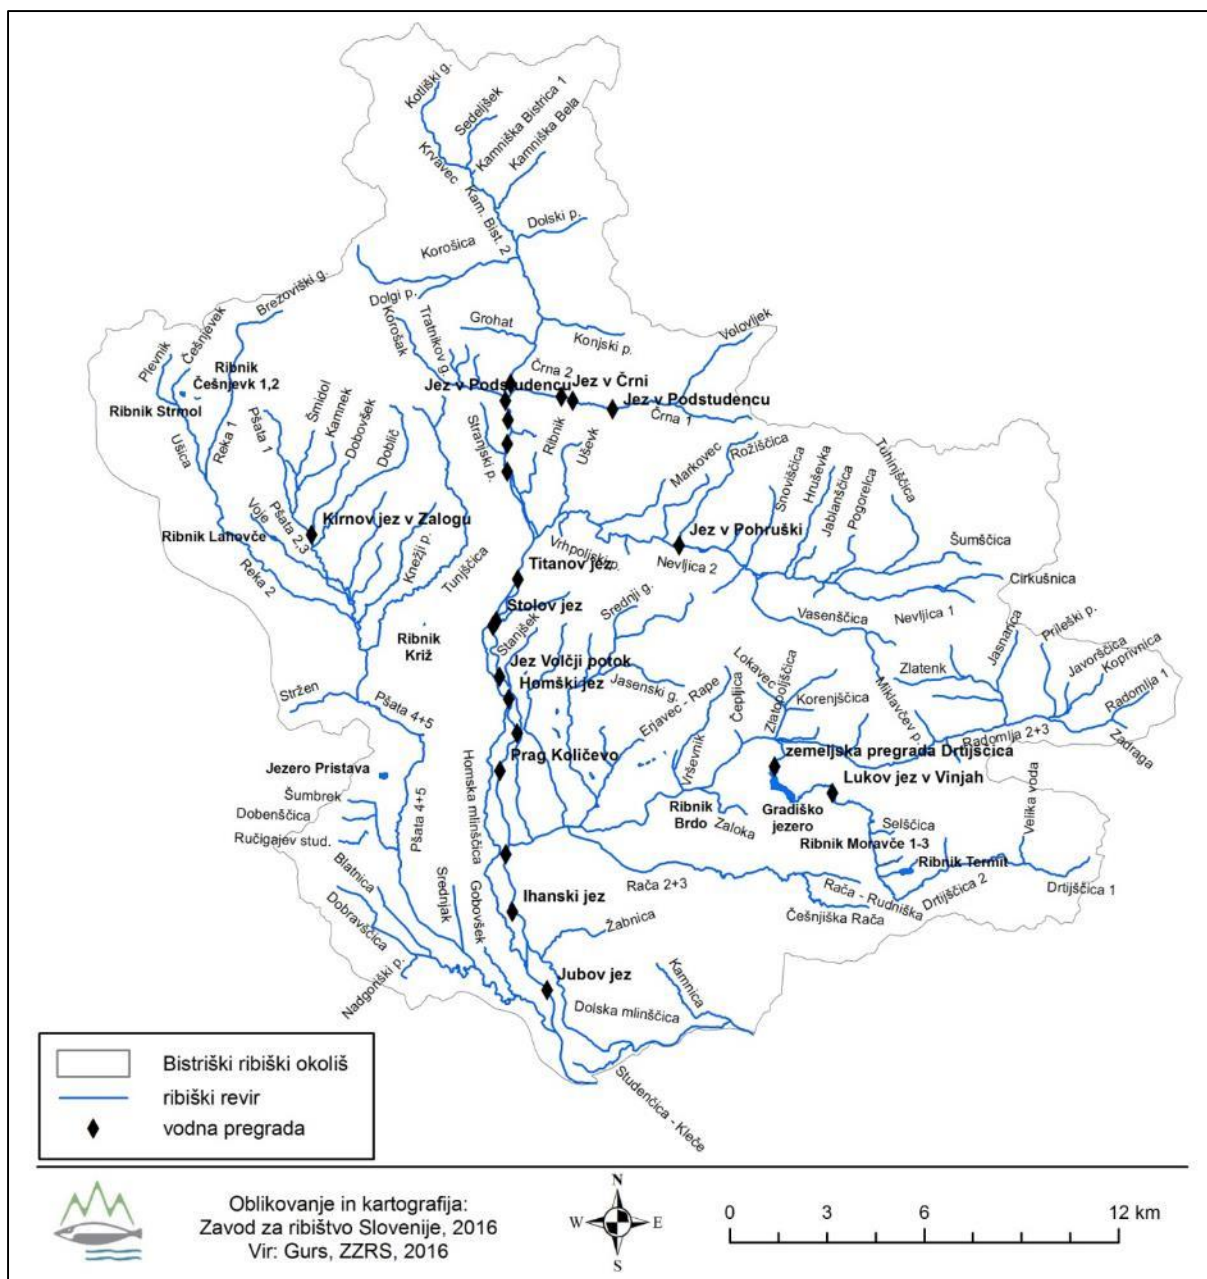 Kotliški g.
Sedeljšek
Kamniška Bistrica 1
Kamniška Bela
Krvavec
Kam. Bist. 2
Dolski p.
Korošica
Brezoviški g.
Dolgi p.
Korošak
Tratnikov g.
Grohat
Konjski p.
Volovljek
Plevnik
Češnjevek
Ribnik
Češnjevk 1,2
Ribnik Strmol
Črna 2
Jez v Podstudencu
Jez v Črni
Jez v Podstudencu
Črna 1
Ušica
Reka 1
Pšata 1
Šmidol
Kamnek
Dobovšek
Doblič
Stranjski p.
Ribnik
Uševk
Markovec
Rožiščica
Snoviščica
Hruševka
Jablanščica
Pogorelca
Tuhinjščica
Voje
Pšata 2,3
Kirnov jez v Zalogu
Ribnik Lahovče
Reka 2
Knežji p.
Tunjščica
Vrhpoljski p.
Jez v Pohruški
Nevljica 2
Šumščica
Cirkušnica
Titanov jez
Stolov jez
Stanjšek
Srednji g.
Vasenščica
Nevljica 1
Ribnik
Križ
Jez Volčji potok
Homški jez
Jasenski g.
Erjavec - Rape
Čepljica
Lokavec
Zlatopoljščica
Korenjščica
Miklavčev p.
Zlatenk
Jasnarica
Prileški p.
Javorščica
Koprivnica
Radomlja 1
Radomlja 2+3
Zadraga
Stržen
Pšata 4+5
Prag Količevo
Jezero Pristava
Homska mlinščica
Vrševnik
zemeljska pregrada Drtijščica
Lukov jez v Vinjah
Šumbrek
Dobenščica
Ručigajev stud.
Pšata 4+5
Ribnik
Brdo
Zaloka
Gradiško
jezero
Selščica
Ribnik Moravče 1-3
Velika voda
Ribnik Termit
Blatnica
Dobravščica
Srednjak
Gobovšek
Rača 2+3
Rača - Rudniška
Češnjiška Rača
Drtijščica 2
Drtijščica 1
Ihanski jez
Žabnica
Nadgoriški p.
Jubov jez
Kamnica
Dolska mlinščica
Studenčica - Kleče
Bistriški ribiški okoliš
ribiški revir
vodna pregrada
Oblikovanje in kartografija:
Zavod za ribištvo Slovenije, 2016
Vir: Gurs, ZZRS, 2016
N
W E
S
0 3 6 12 km